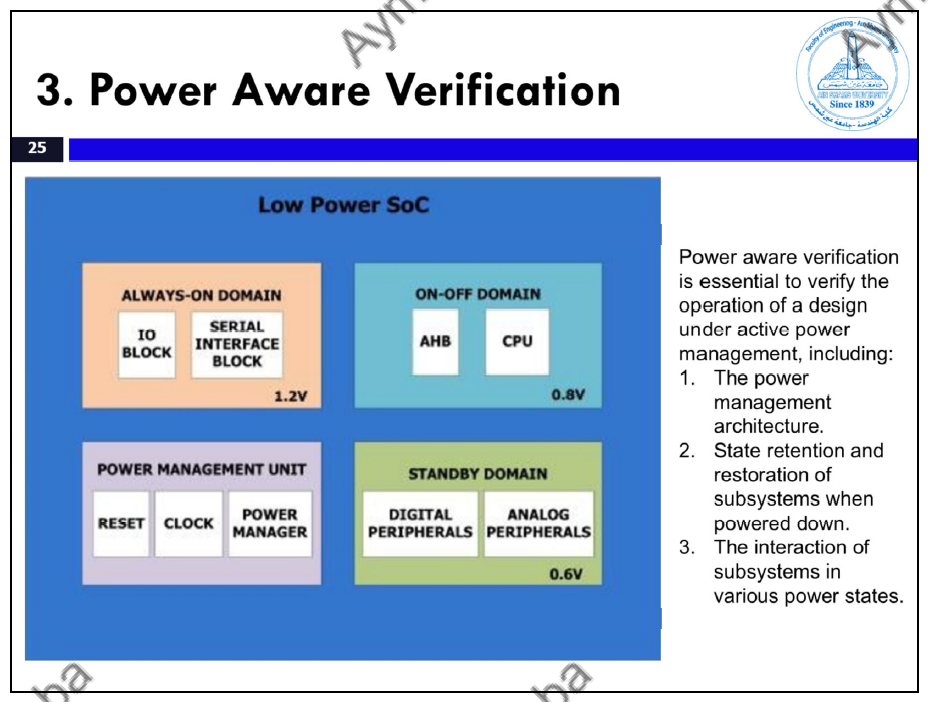 3. Power Aware Verification
Since 1839
25
Low Power SoC
ALWAYS-ON DOMAIN
IO
BLOCK
SERIAL
INTERFACE
BLOCK
1.2V
ON-OFF DOMAIN
AHB
CPU
0.8V
POWER MANAGEMENT UNIT
RESET
CLOCK
POWER
MANAGER
STANDBY DOMAIN
DIGITAL
PERIPHERALS
ANALOG
PERIPHERALS
0.6V
Power aware verification
is essential to verify the
operation of a design
under active power
management, including:
1. The power
management
architecture.
2. State retention and
restoration of
subsystems when
powered down.
3. The interaction of
subsystems in
various power states.